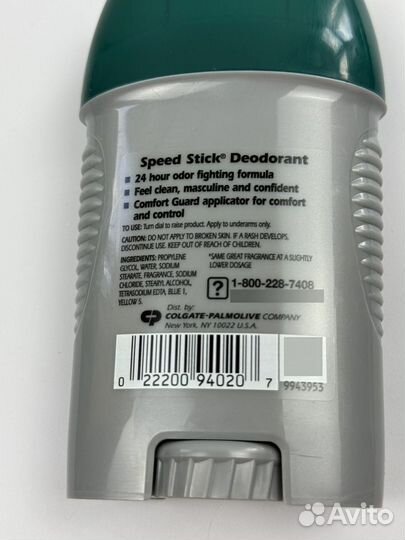 Speed Stick® Deodorant
24 hour odor fighting formula
Feel clean, masculine and confident
Comfort Guard applicator for comfort
and control
TO USE: Turn dial to raise product. Apply to underarms only.
CAUTION: DO NOT APPLY TO BROKEN SKIN. IF A RASH DEVELOPS,
DISCONTINUE USE. KEEP OUT OF REACH OF CHILDREN.
INGREDIENTS: PROPYLENE
GLYCOL, WATER, SODIUM
STEARATE, FRAGRANCE, SODIUM
CHLORIDE, STEARYL ALCOHOL,
TETRASODIUM EDTA, BLUE 1,
YELLOW 5.
*SAME GREAT FRAGRANCE AT A SLIGHTLY
LOWER DOSAGE
? 1-800-228-7408
Dist. by:
COLGATE-PALMOLIVE COMPANY
New York, NY 10022 U.S.A.
0 22200 94020 7
9943953
Avito